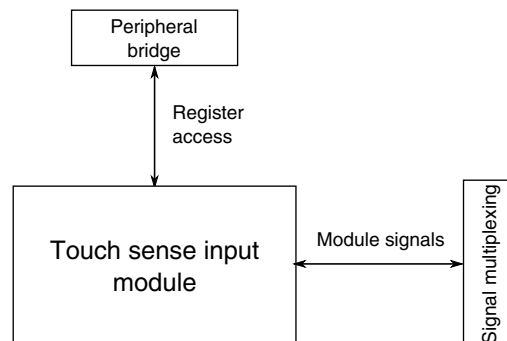 Peripheral
bridge
Register
access
Touch sense input
module
Module signals
Signal multiplexing